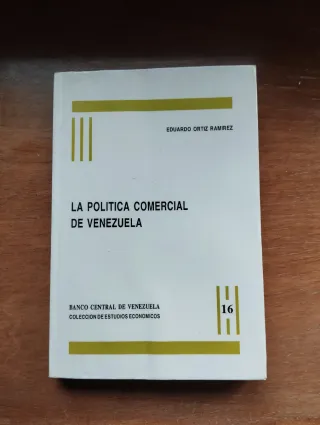 EDUARDO ORTIZ RAMIREZ
LA POLITICA COMERCIAL
DE VENEZUELA
BANCO CENTRAL DE VENEZUELA
COLECCION DE ESTUDIOS ECONOMICOS
16